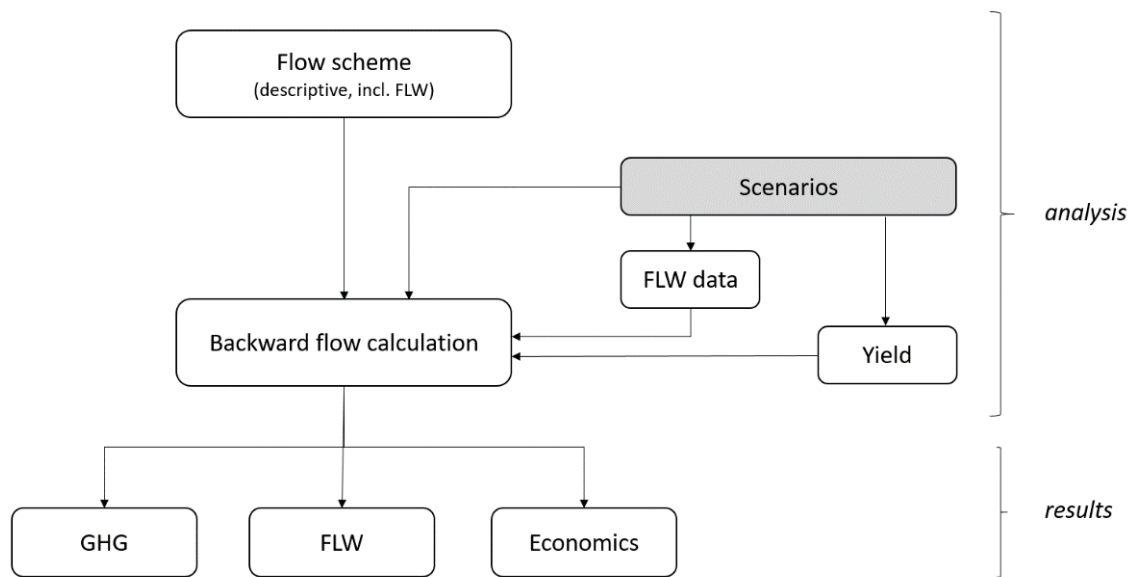 Flow scheme
(descriptive, incl. FLW)
Scenarios
analysis
FLW data
Backward flow calculation
Yield
GHG
FLW
Economics
results